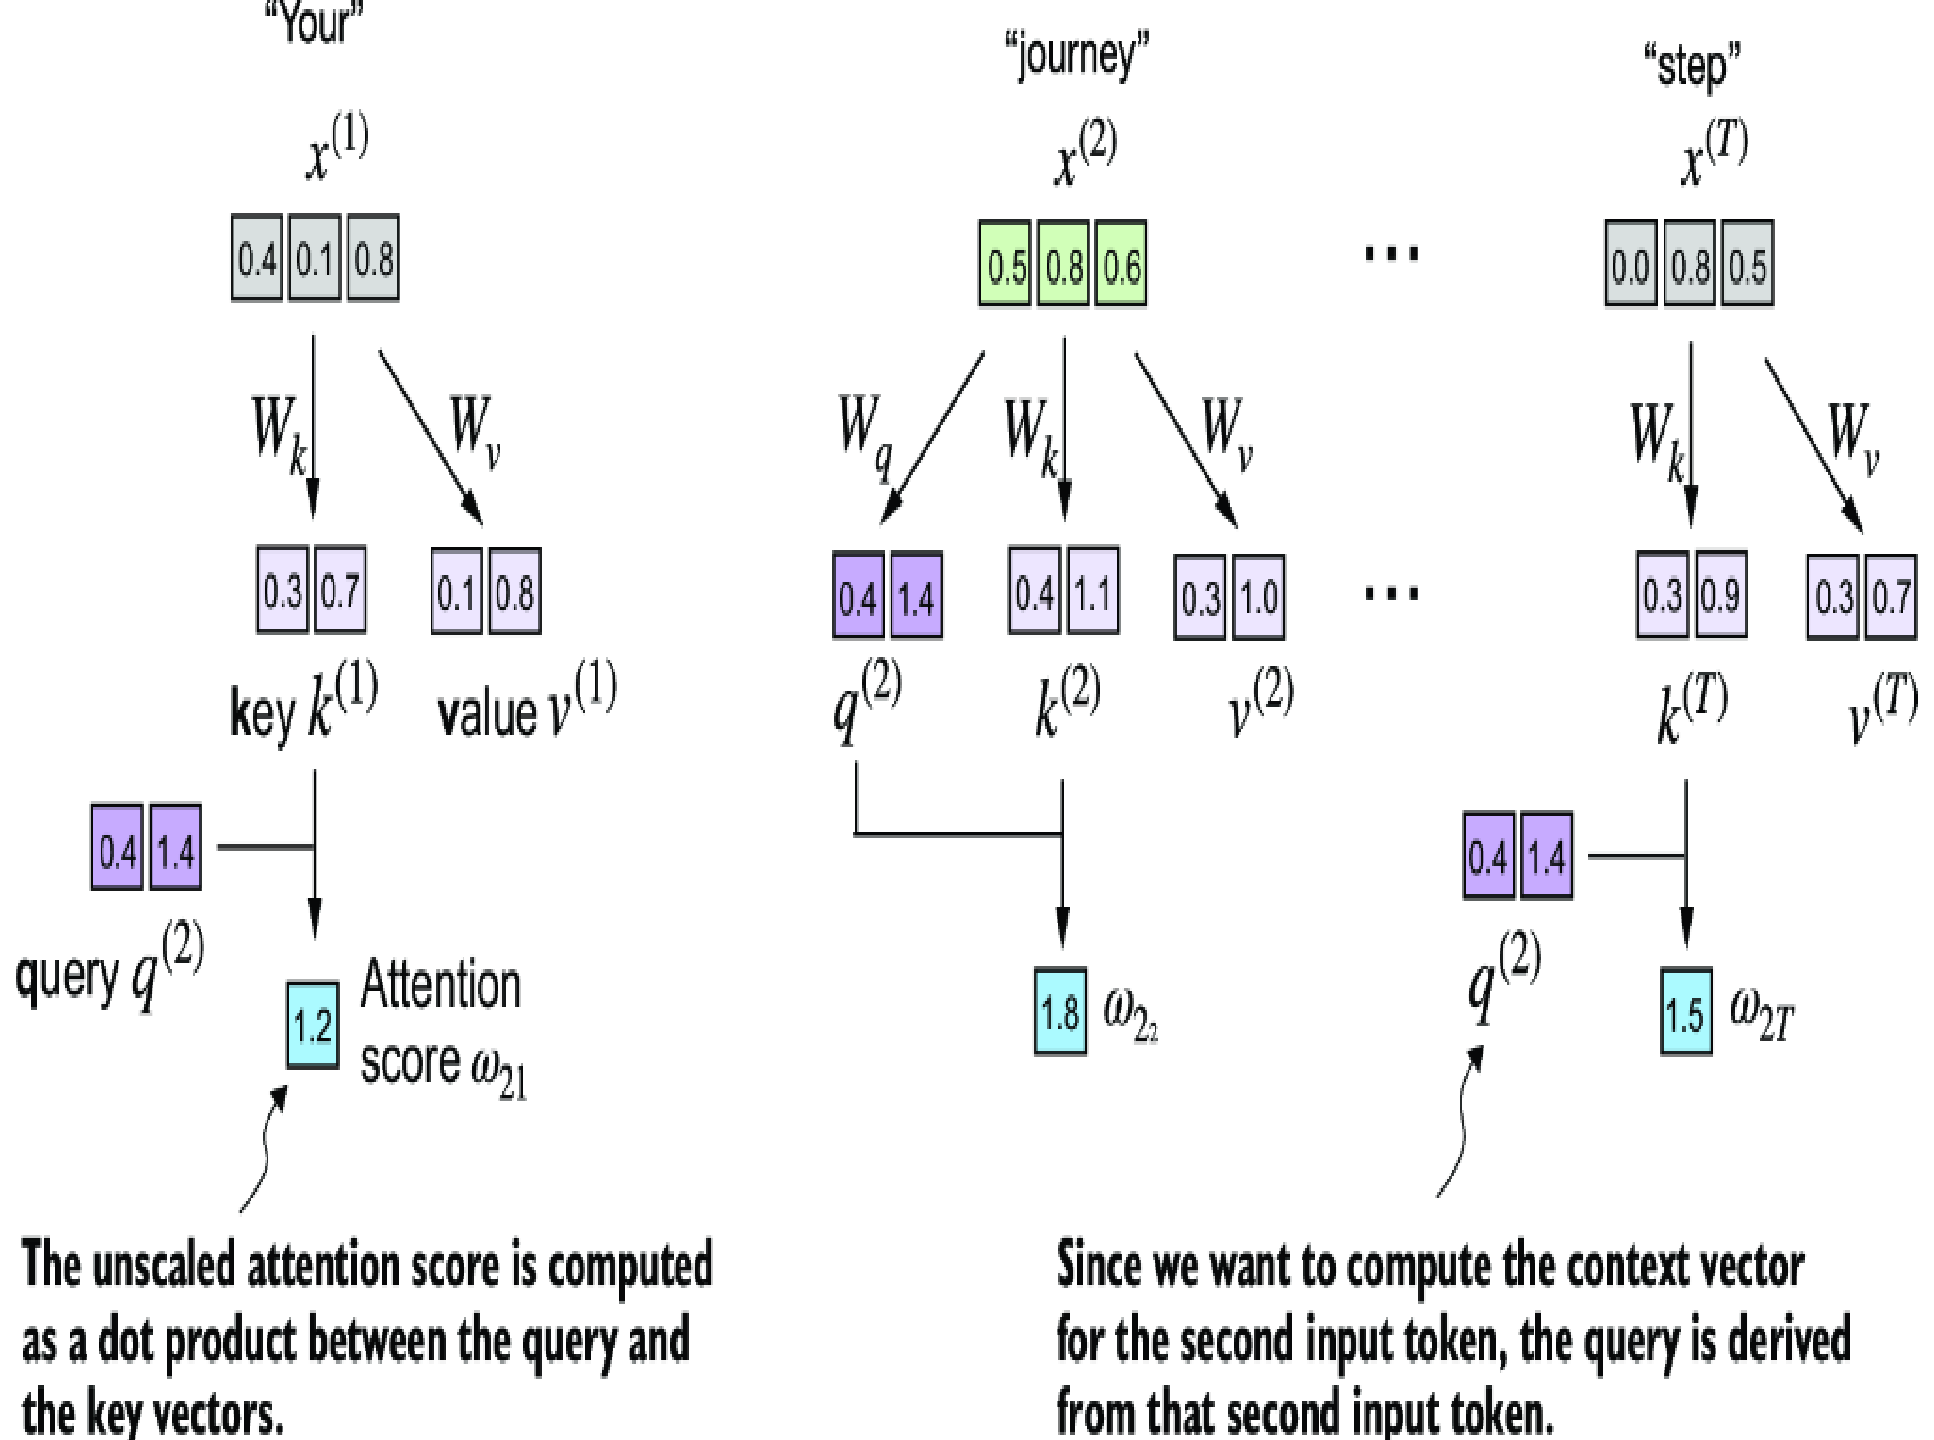 “Your”
“journey”
“step”
x(1)
x(2)
x(T)
0.4 0.1 0.8
0.5 0.8 0.6
...
0.0 0.8 0.5
Wk
Wv
Wq
Wk
Wv
Wk
Wv
0.3 0.7
0.1 0.8
0.4 1.4
0.4 1.1
0.3 1.0
...
0.3 0.9
0.3 0.7
key k(1)
value v(1)
q(2)
k(2)
v(2)
k(T)
v(T)
0.4 1.4
query q(2)
1.2
Attention
score ω21
1.8
ω22
0.4 1.4
q(2)
1.5
ω2T
The unscaled attention score is computed
as a dot product between the query and
the key vectors.
Since we want to compute the context vector
for the second input token, the query is derived
from that second input token.